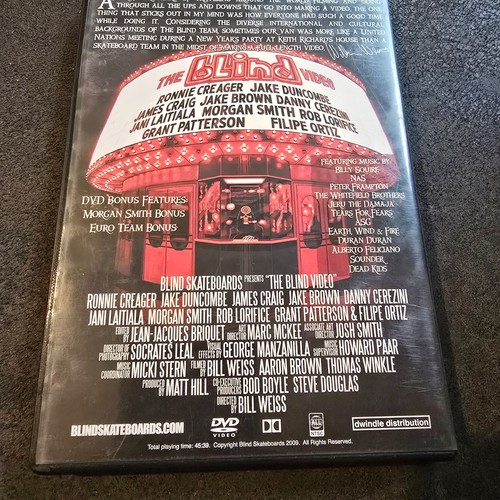 THROUGH ALL THE UPS AND DOWNS THAT GO INTO MAKING A VIDEO, THE ONE
THING THAT STICKS OUT IN MY MIND WAS HOW EVERYONE HAD SUCH A GOOD TIME
WHILE DOING IT. CONSIDERING THE DIVERSE INTERNATIONAL AND CULTURAL
BACKGROUNDS OF THE BLIND TEAM, SOMETIMES OUR VAN WAS MORE LIKE A UNITED
NATIONS MEETING DURING A NEW YEAR'S PARTY AT KEITH RICHARDS HOUSE THAN A
SKATEBOARD TEAM IN THE MIDST OF MAKING A FULL LENGTH VIDEO.
THE blind VIDEO
RONNIE CREAGER JAKE DUNCOMBE
JAMES CRAIG JAKE BROWN DANNY CEREZINI
JANI LAITIALA MORGAN SMITH ROB LORIFICE
GRANT PATTERSON FILIPE ORTIZ
FEATURING MUSIC BY:
BILLY SQUIRE
NAS
PETER FRAMPTON
THE WHITEFIELD BROTHERS
JERU THE DAMAJA
TEARS FOR FEARS
ASG
EARTH, WIND & FIRE
DURAN DURAN
ALBERTO FELICIANO
SOUNDER
DEAD KIDS
DVD BONUS FEATURES:
MORGAN SMITH BONUS
EURO TEAM BONUS
BLIND SKATEBOARDS PRESENTS "THE BLIND VIDEO"
RONNIE CREAGER JAKE DUNCOMBE JAMES CRAIG JAKE BROWN DANNY CEREZINI
JANI LAITIALA MORGAN SMITH ROB LORIFICE GRANT PATTERSON & FILIPE ORTIZ
EDITED BY JEAN-JACQUES BRIQUET ART DIRECTOR MARC MCKEE ASSOCIATE ART DIRECTOR JOSH SMITH
DIRECTOR OF PHOTOGRAPHY SOCRATES LEAL VISUAL EFFECTS BY GEORGE MANZANILLA MUSIC SUPERVISOR HOWARD PAAR
MUSIC COORDINATOR MICKI STERN FILMED BY BILL WEISS AARON BROWN THOMAS WINKLE
PRODUCED BY MATT HILL CO-EXECUTIVE PRODUCERS BOD BOYLE STEVE DOUGLAS
DIRECTED BY BILL WEISS
BLINDSKATEBOARDS.COM
DVD VIDEO
ALL
NTSC
dwindle distribution
Total playing time: 45:39. Copyright Blind Skateboards 2009. All Rights Reserved.